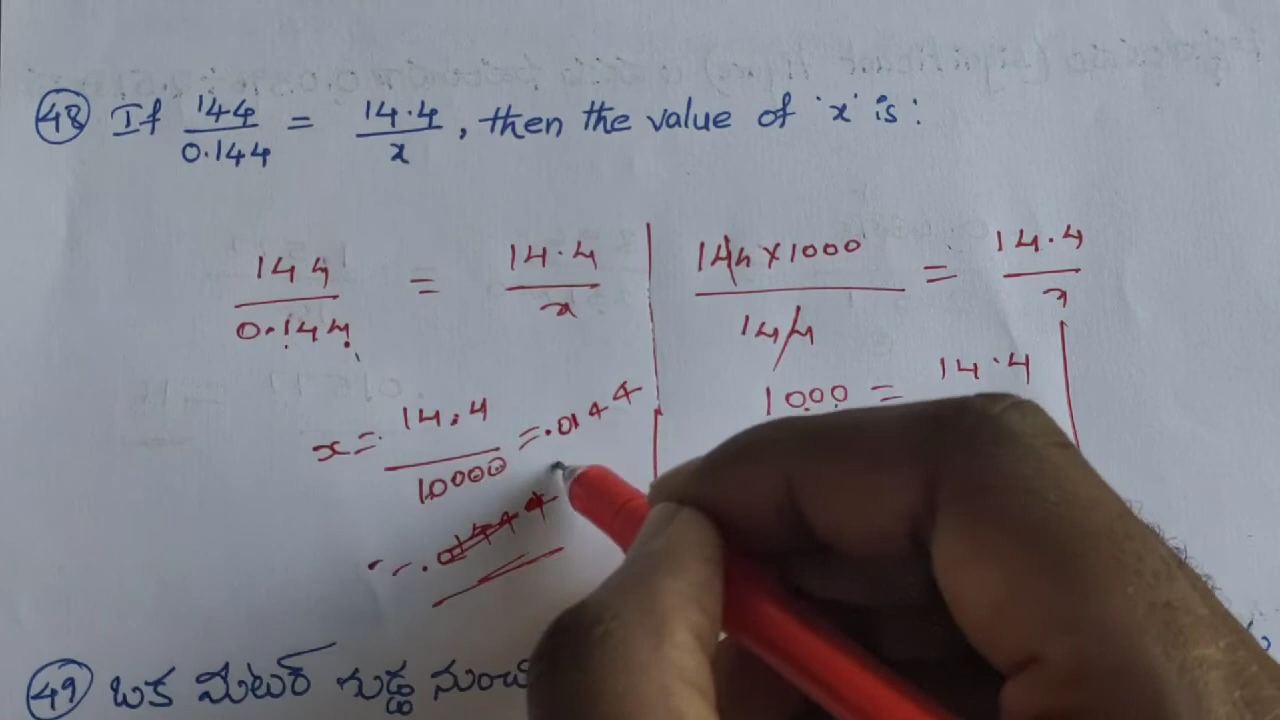 48 If 144/0.144 = 14.4/x, then the value of 'x' is:
144/0.144 = 14.4/x
144×1000/144 = 14.4/x
1000 = 14.4
x = 14.4/10000 = .0144
49 ఒక మీటర్ గుడ్డ నుంచి